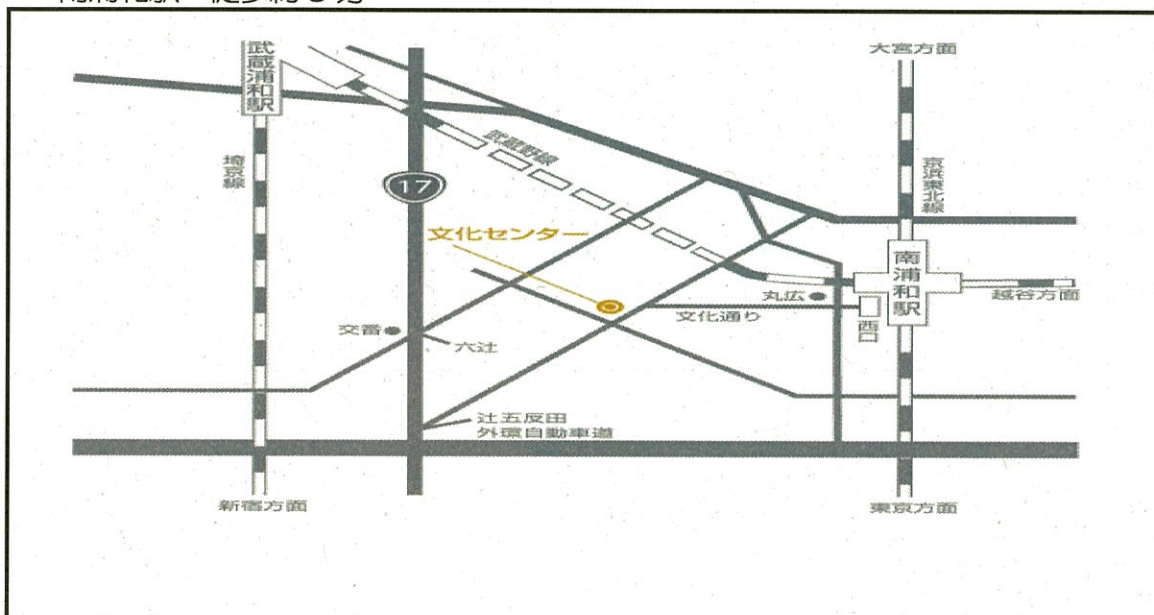 武蔵浦和駅
大宮方面
埼京線
武蔵野線
京浜東北線
17
文化センター
南浦和駅
丸広
越谷方面
文化通り
西口
交番
六辻
辻五反田
外環自動車道
新宿方面
東京方面